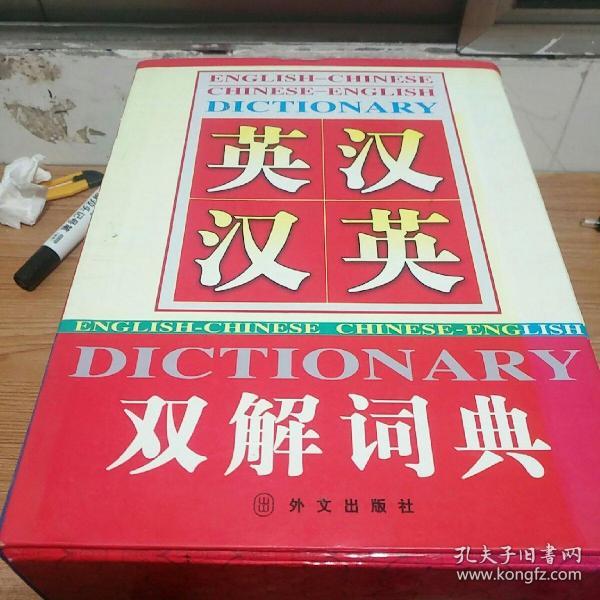 ENGLISH-CHINESE
CHINESE-ENGLISH
DICTIONARY
英汉
汉英
ENGLISH-CHINESE CHINESE-ENGLISH
DICTIONARY
双解词典
外文出版社
孔夫子旧书网
www.kongfz.com